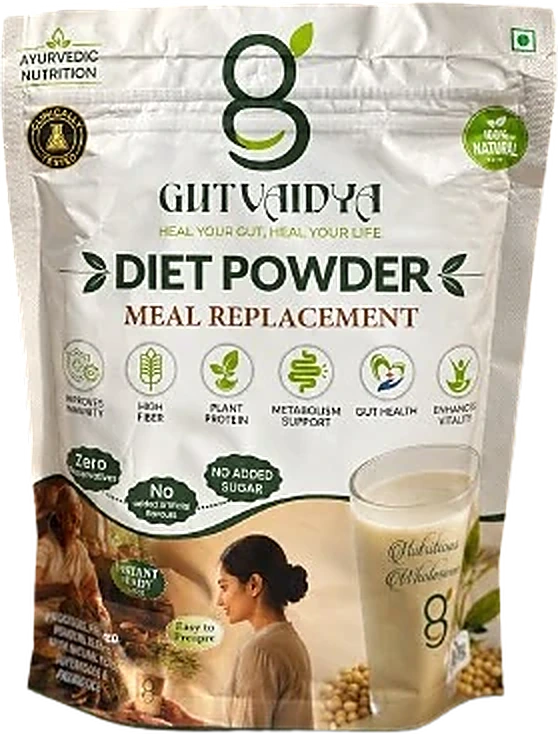 AYURVEDIC
NUTRITION
CLINICALLY
TESTED
100%
NATURAL
GUTVAIDYA
HEAL YOUR GUT, HEAL YOUR LIFE
DIET POWDER
MEAL REPLACEMENT
IMPROVES
IMMUNITY
HIGH
FIBER
PLANT
PROTEIN
METABOLISM
SUPPORT
GUT HEALTH
ENHANCES
VITALITY
Zero
Preservatives
No
added artificial
flavours
NO ADDED
SUGAR
INSTANT
READY
Easy to
Prepare
Nutritious
Wholesome